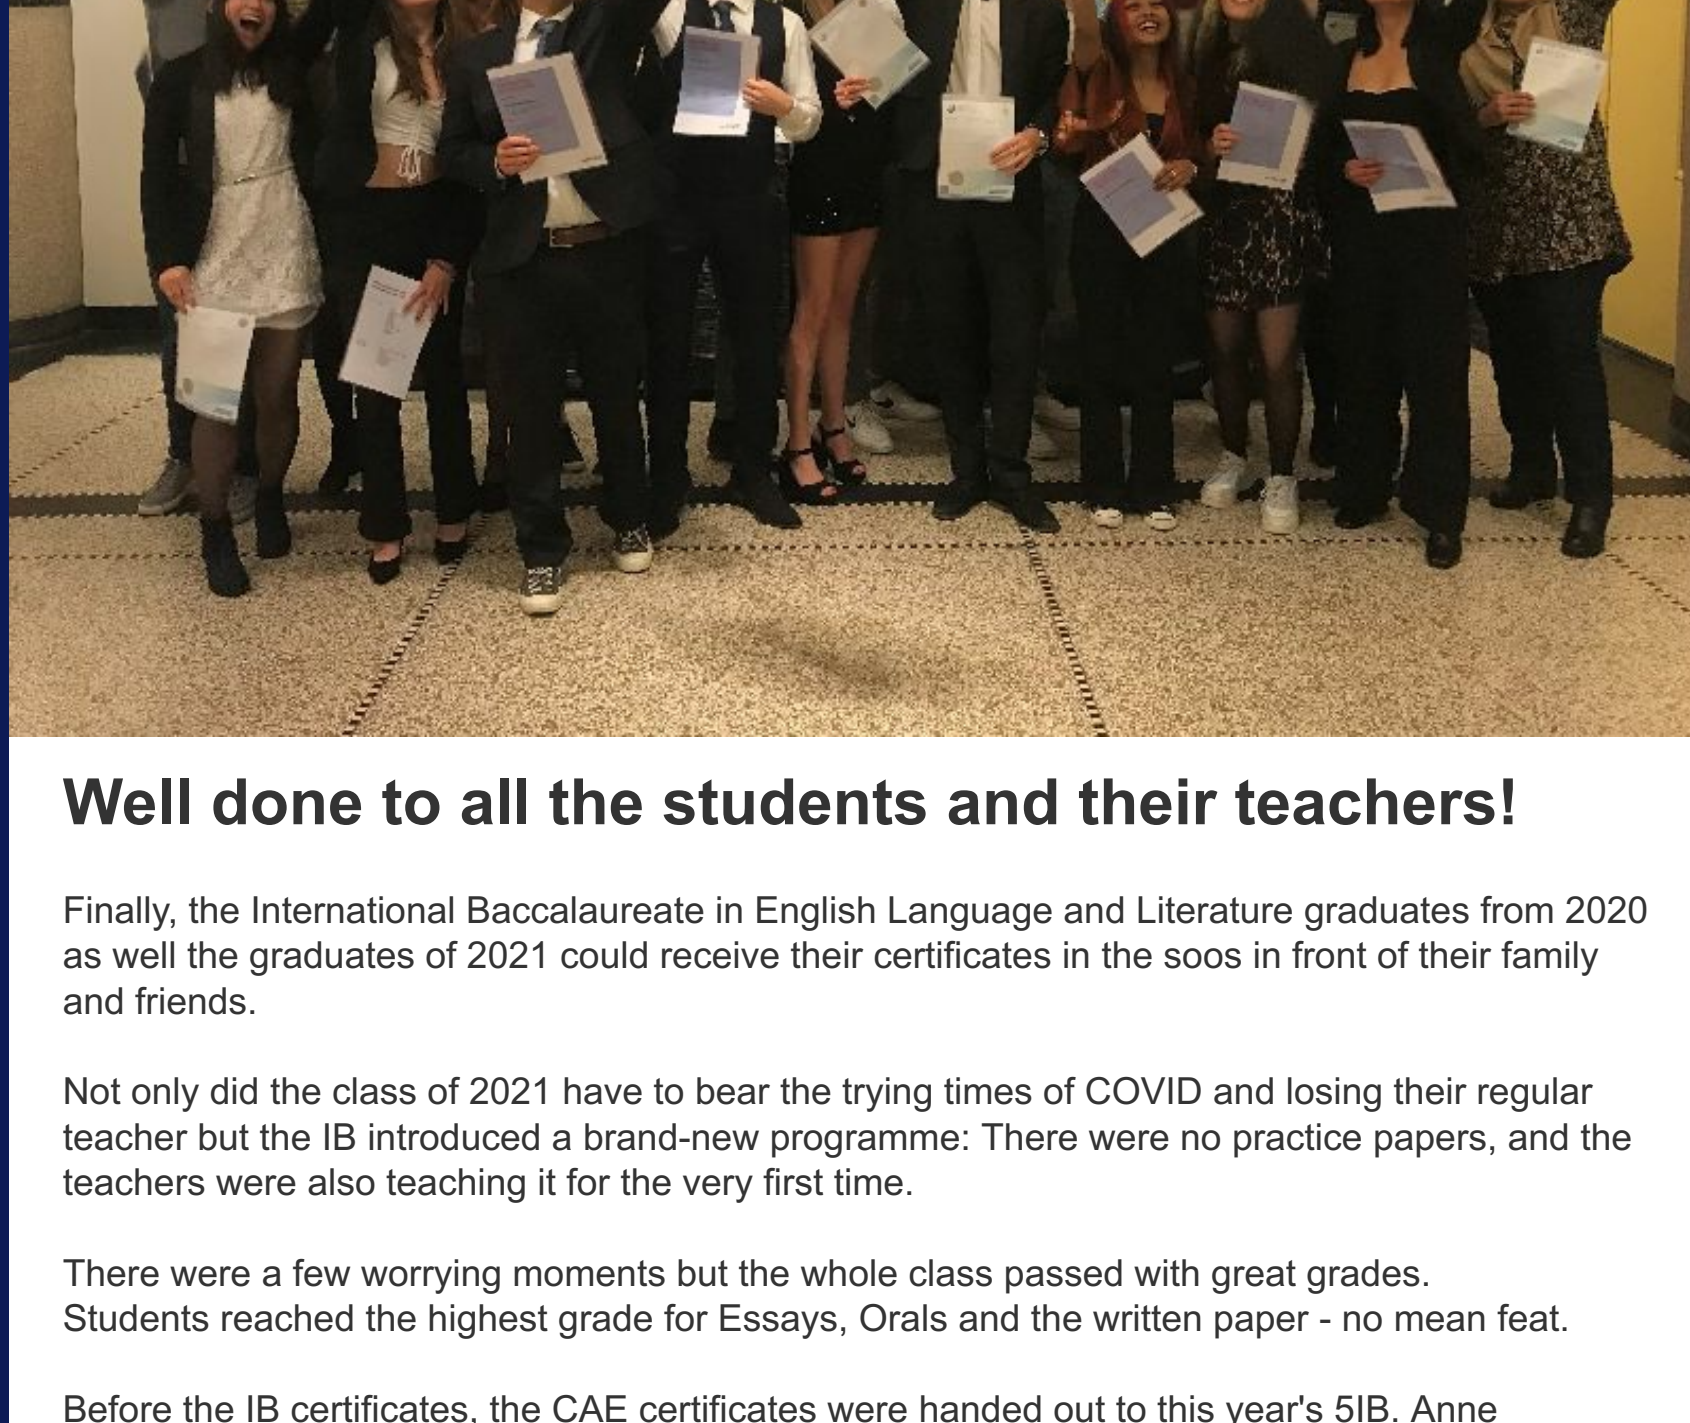 Well done to all the students and their teachers!
Finally, the International Baccalaureate in English Language and Literature graduates from 2020
as well the graduates of 2021 could receive their certificates in the soos in front of their family
and friends.
Not only did the class of 2021 have to bear the trying times of COVID and losing their regular
teacher but the IB introduced a brand-new programme: There were no practice papers, and the
teachers were also teaching it for the very first time.
There were a few worrying moments but the whole class passed with great grades.
Students reached the highest grade for Essays, Orals and the written paper - no mean feat.
Before the IB certificates, the CAE certificates were handed out to this year's 5IB. Anne